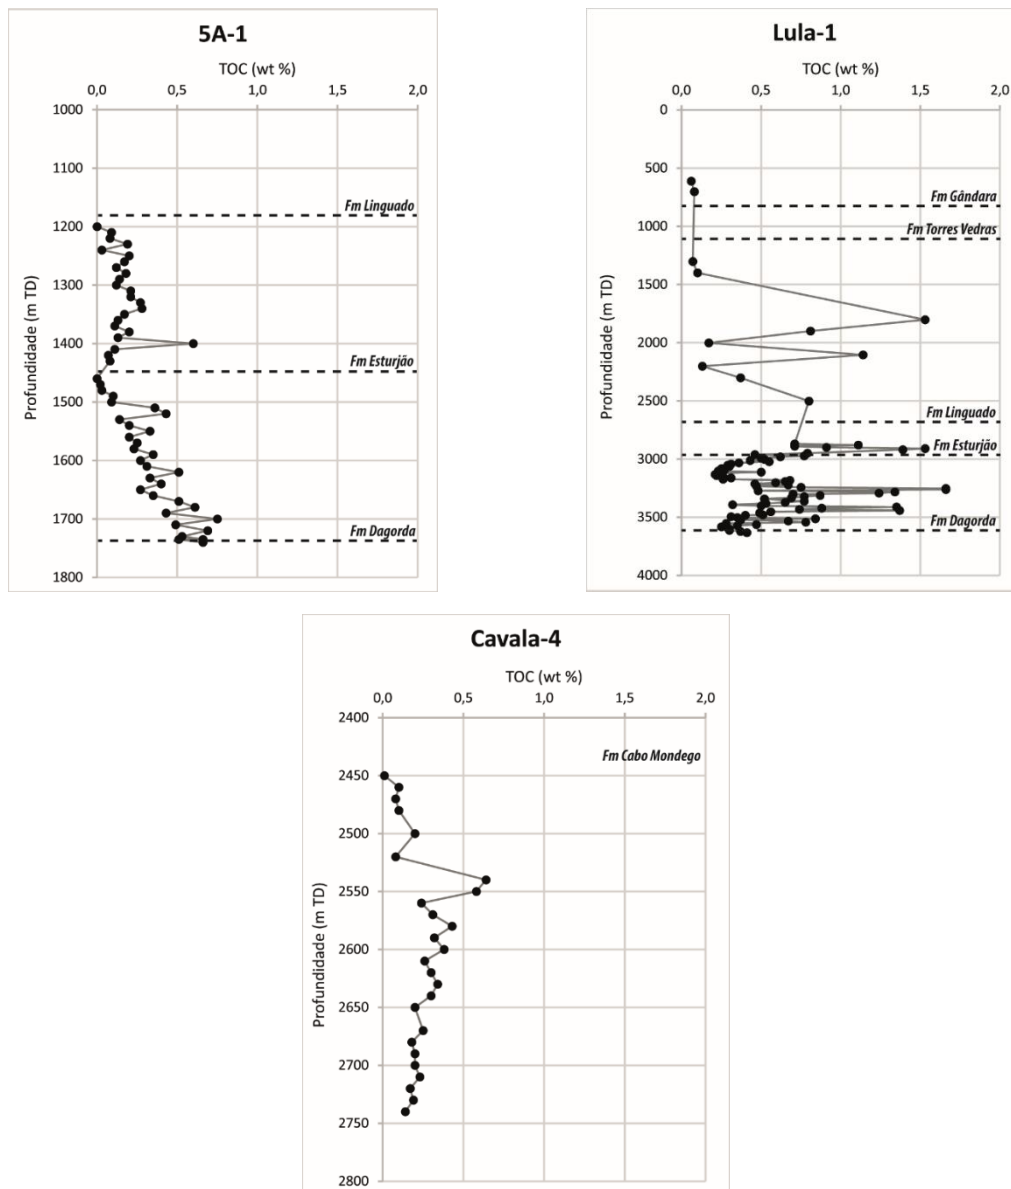 5A-1
TOC (wt %)
0,0 0,5 1,0 1,5 2,0
Profundidade (m TD)
1000
1100
1200
1300
1400
1500
1600
1700
1800
Fm Linguado
Fm Esturjão
Fm Dagorda
Lula-1
TOC (wt %)
0,0 0,5 1,0 1,5 2,0
Profundidade (m TD)
0
500
1000
1500
2000
2500
3000
3500
4000
Fm Gândara
Fm Torres Vedras
Fm Linguado
Fm Esturjão
Fm Dagorda
Cavala-4
TOC (wt %)
0,0 0,5 1,0 1,5 2,0
Profundidade (m TD)
2400
2450
2500
2550
2600
2650
2700
2750
2800
Fm Cabo Mondego